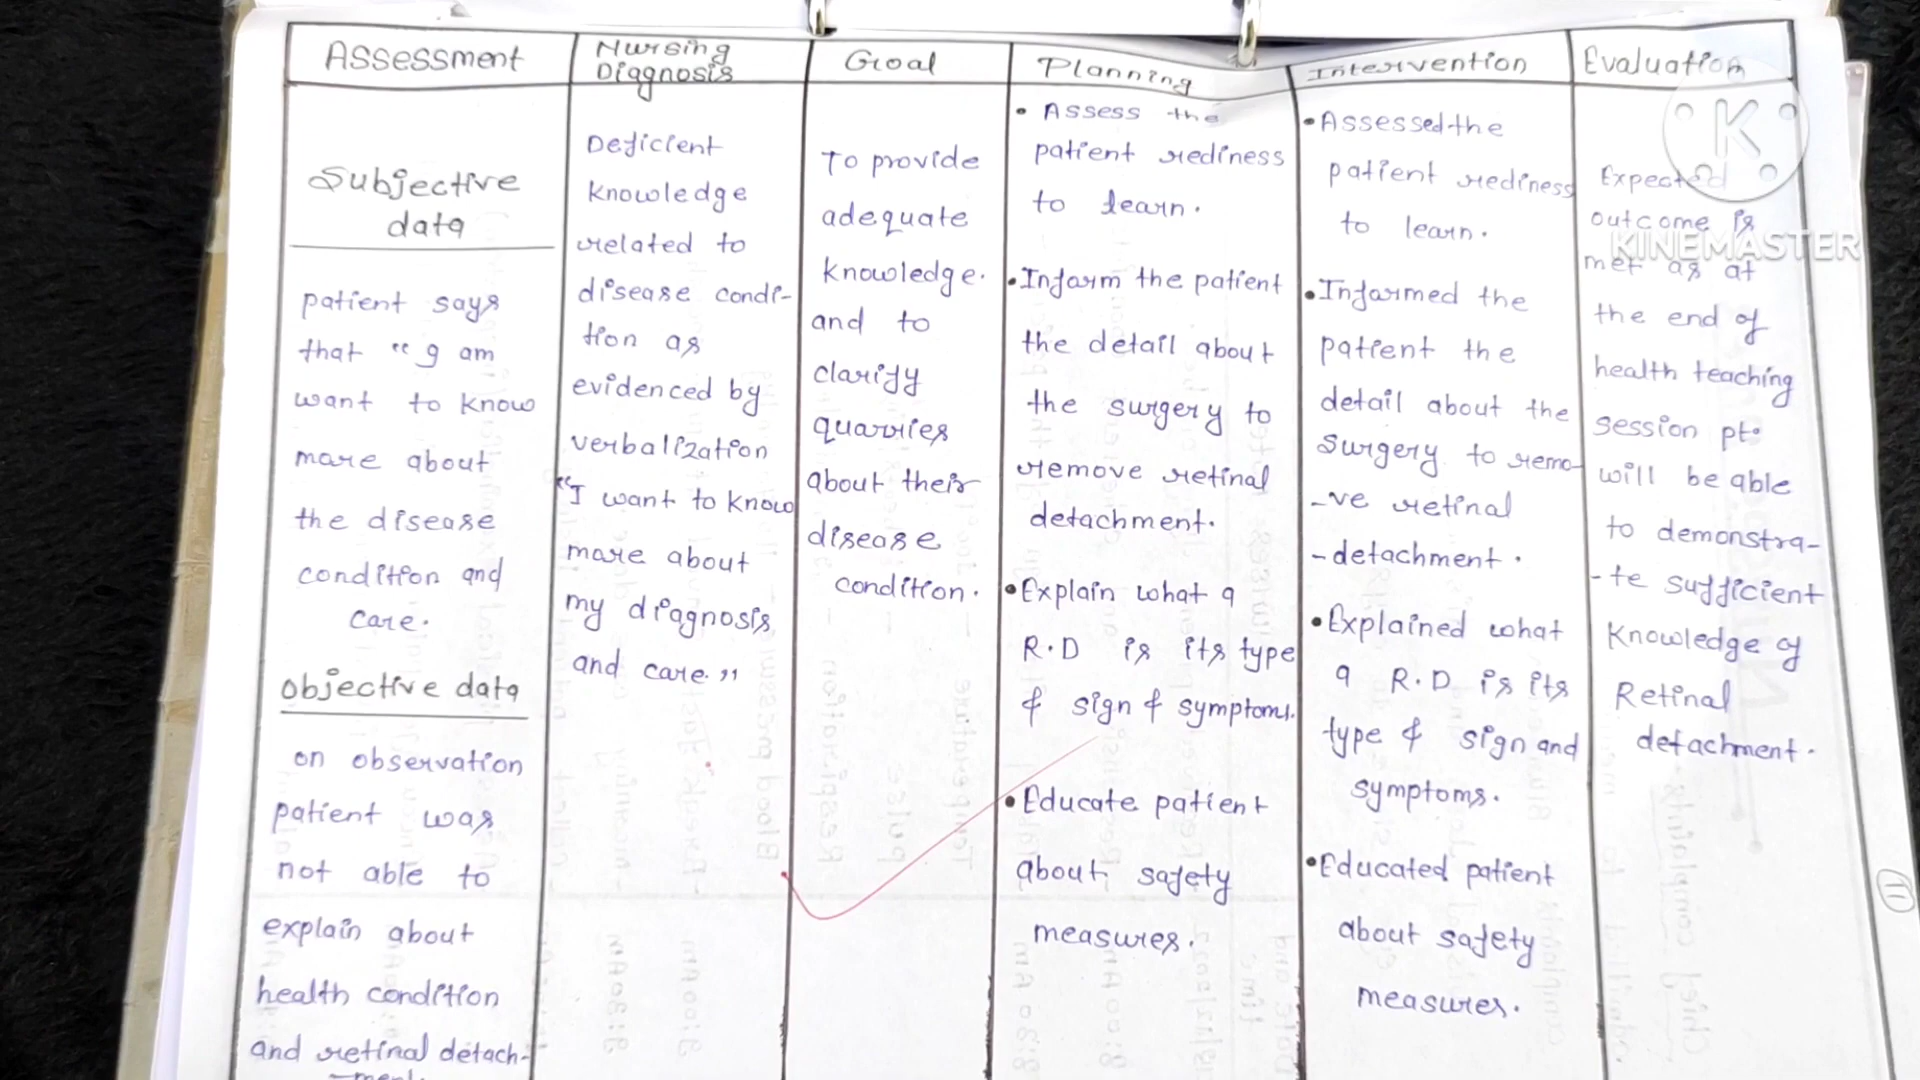 Assessment
Subjective
data
patient says
that "g am
want to know
more about
the disease
condition and
care.
objective data
on observation
patient was
not able to
explain about
health condition
and retinal detach-
-ment.
Nursing
Diagnosis
Deficient
knowledge
related to
disease condi-
tion as
evidenced by
verbalization
"I want to know
more about
my diagnosis
and care."
Goal
To provide
adequate
knowledge.
and to
clarify
quarries
about their
disease
condition.
Planning
• Assess the
patient rediness
to learn.
• Inform the patient
the detail about
the surgery to
remove retinal
detachment.
• Explain what a
R.D is its type
& sign & symptoms.
• Educate patient
about safety
measures.
Intervention
• Assessed the
patient rediness
to learn.
• Informed the
patient the
detail about the
surgery to remo-
-ve retinal
-detachment.
• Explained what
a R.D is its
type & sign and
symptoms.
• Educated patient
about safety
measures.
Evaluation
Expected
outcome is
met as at
the end of
health teaching
session pt.
will be able
to demonstra-
-te sufficient
Knowledge of
Retinal
detachment.
K
KINEMASTER
11